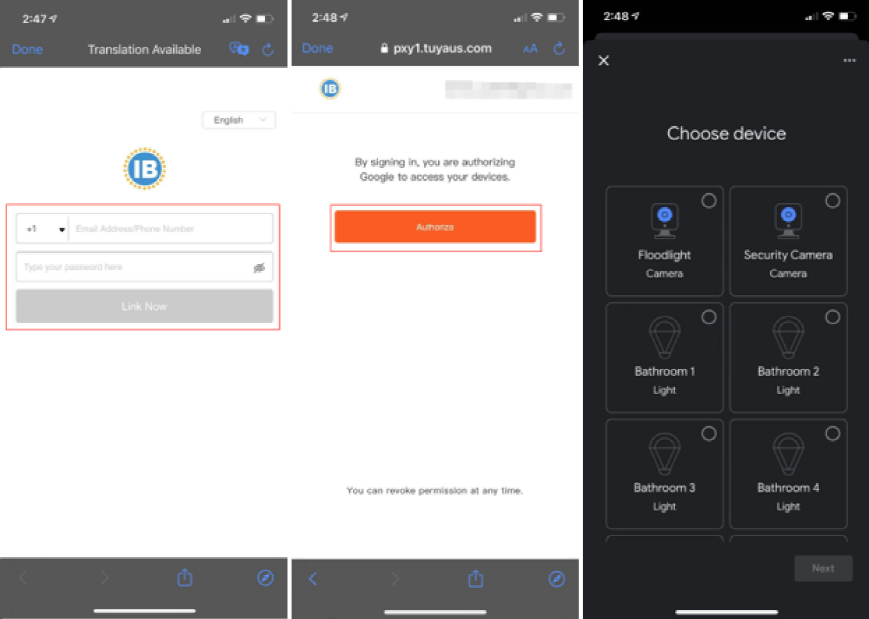 2:47
Done
Translation Available
English
IB
+1
Email Address/Phone Number
Type your password here
Link Now
2:48
Done
pxy1.tuyaus.com
AA
IB
By signing in, you are authorizing
Google to access your devices.
Authorize
You can revoke permission at any time.
2:48
Choose device
Floodlight
Camera
Security Camera
Camera
Bathroom 1
Light
Bathroom 2
Light
Bathroom 3
Light
Bathroom 4
Light
Next